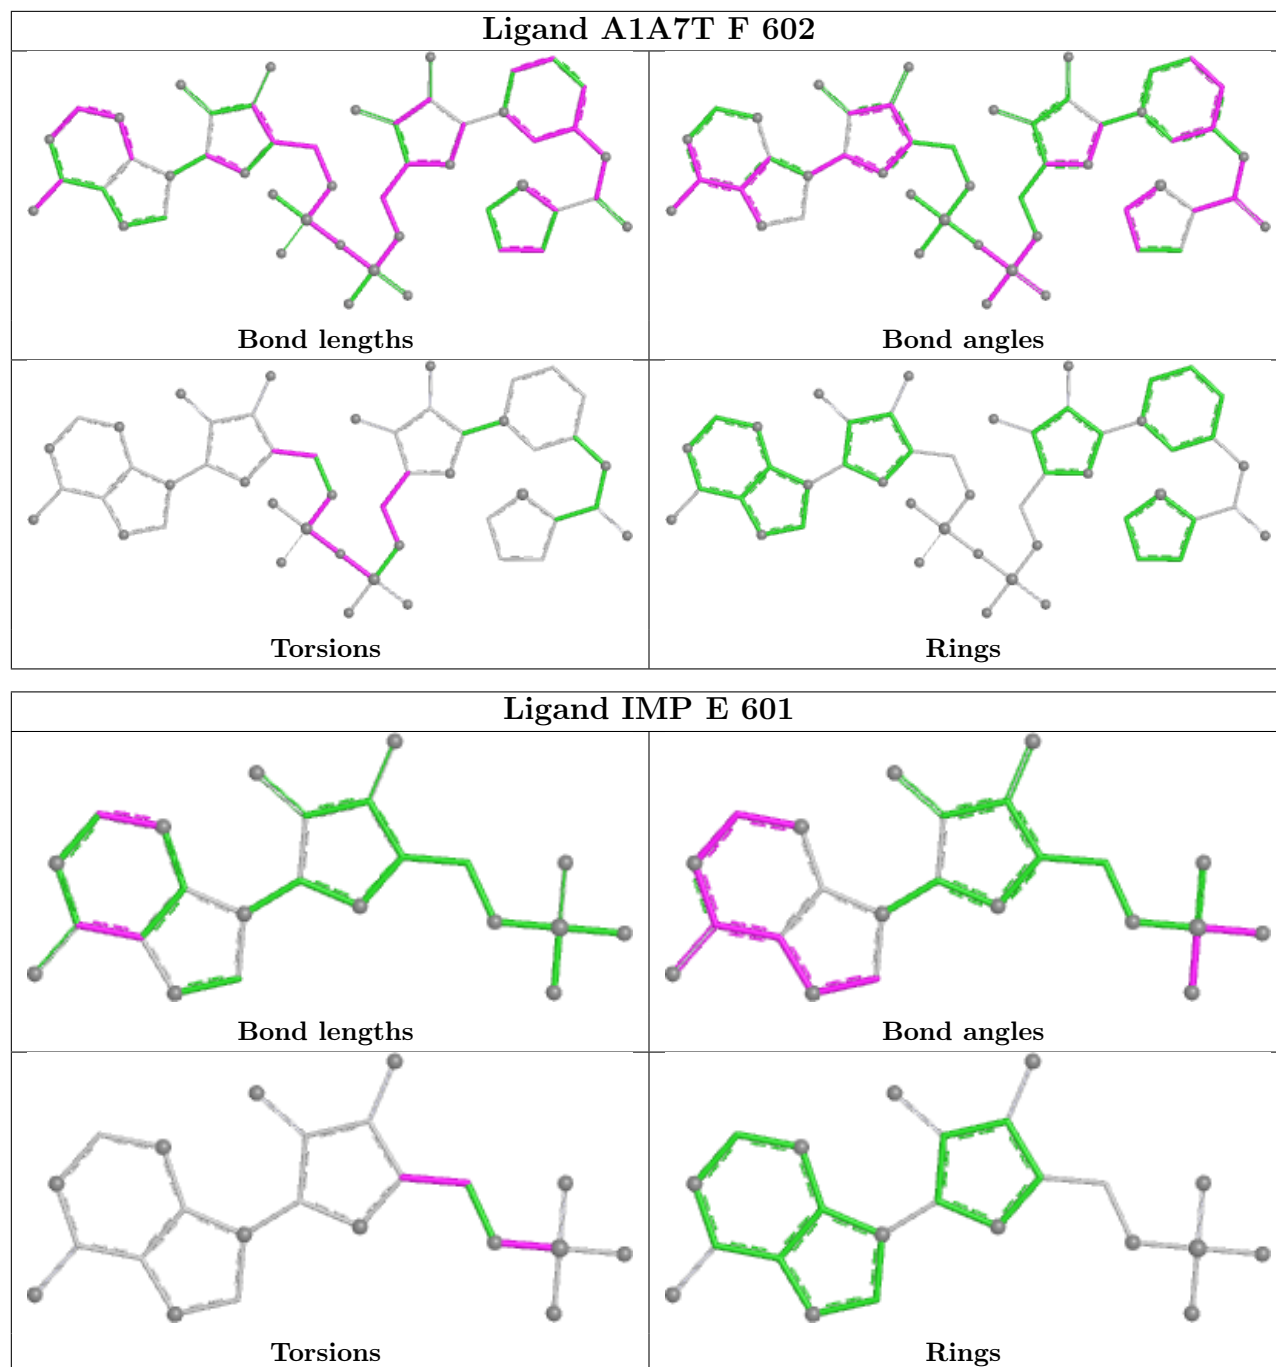 Ligand A1A7T F 602
Bond lengths
Bond angles
Torsions
Rings
Ligand IMP E 601
Bond lengths
Bond angles
Torsions
Rings